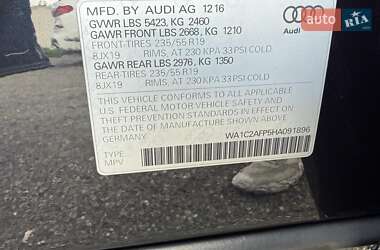 AUTO RIA
MFD. BY AUDI AG 12 16
GVWR LBS 5423, KG 2460
GAWR FRONT LBS 2668, KG 1210
FRONT-TIRES 235/55 R19
8JX19 RIMS, AT 230 KPA 33 PSI COLD
GAWR REAR LBS 2976, KG 1350
REAR-TIRES 235/55 R19
8JX19 RIMS, AT 230 KPA 33 PSI COLD
Audi
THIS VEHICLE CONFORMS TO ALL APPLICABLE
U.S. FEDERAL MOTOR VEHICLE SAFETY AND
THEFT PREVENTION STANDARDS IN EFFECT ON
THE DATE OF MANUFACTURE SHOWN ABOVE.
GERMANY
WA1C2AFP5HA091896
TYPE:
MPV